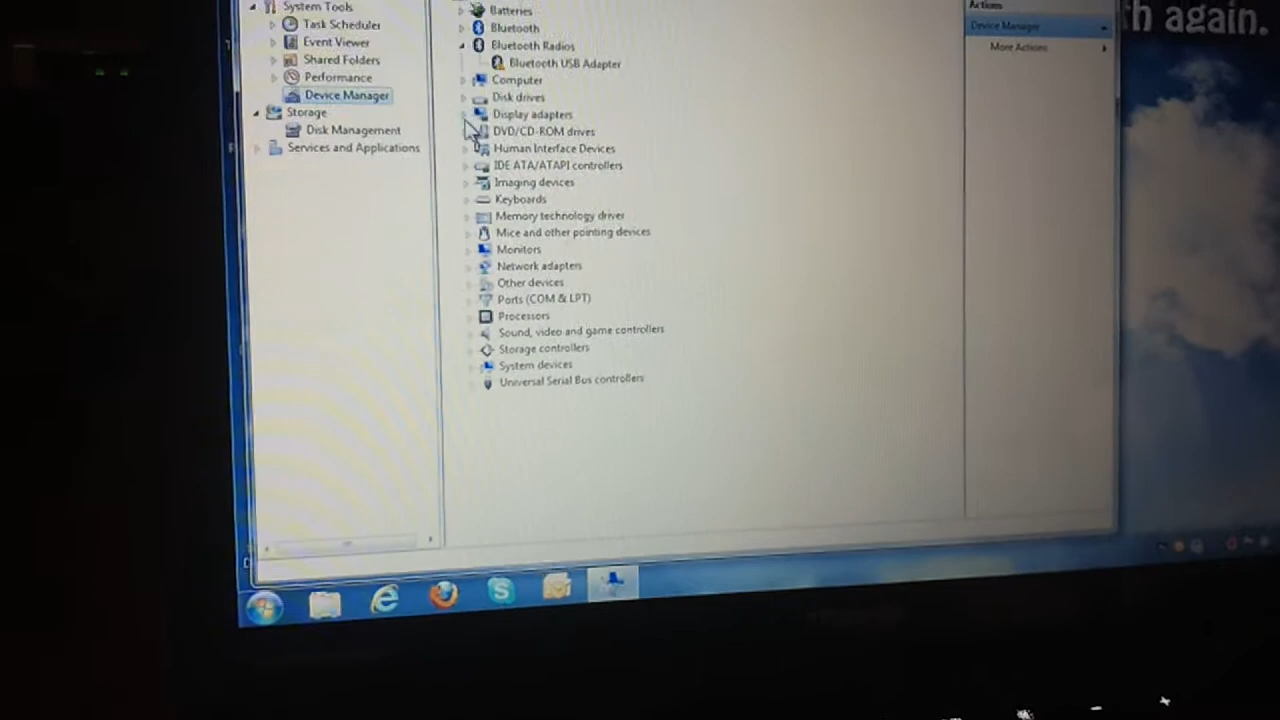 System Tools
Task Scheduler
Event Viewer
Shared Folders
Performance
Device Manager
Storage
Disk Management
Services and Applications
Batteries
Bluetooth
Bluetooth Radios
Bluetooth USB Adapter
Computer
Disk drives
Display adapters
DVD/CD-ROM drives
Human Interface Devices
IDE ATA/ATAPI controllers
Imaging devices
Keyboards
Memory technology driver
Mice and other pointing devices
Monitors
Network adapters
Other devices
Ports (COM & LPT)
Processors
Sound, video and game controllers
Storage controllers
System devices
Universal Serial Bus controllers
Actions
Device Manager
More Actions
th again.